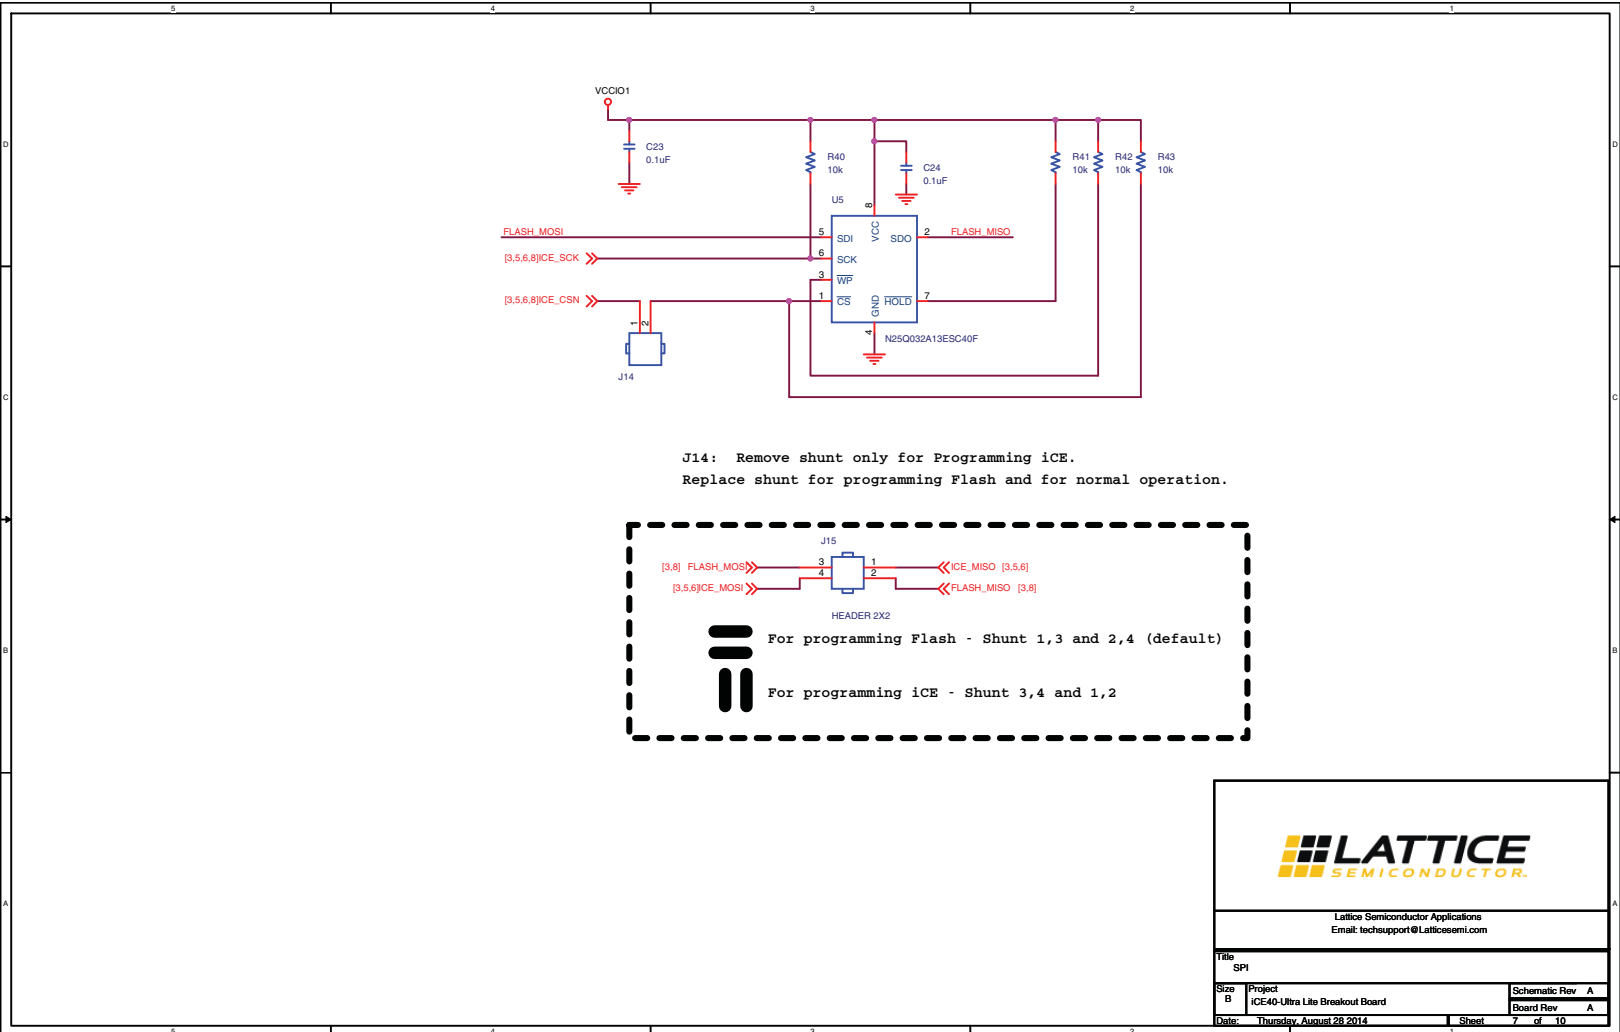 5 4 3 2 1
VCCIO1
D D
C23
0.1uF
R40
10k
C24
0.1uF
R41
10k
R42
10k
R43
10k
U5
8
FLASH_MOSI 5 SDI VCC SDO 2 FLASH_MISO
[3,5,6,8]ICE_SCK 6 SCK
3 WP
[3,5,6,8]ICE_CSN 1 CS GND HOLD 7
1 2
4
N25Q032A13ESC40F
J14
C C
J14: Remove shunt only for Programming iCE.
Replace shunt for programming Flash and for normal operation.
J15
[3,8] FLASH_MOSI 3 1 ICE_MISO [3,5,6]
[3,5,6]ICE_MOSI 4 2 FLASH_MISO [3,8]
HEADER 2X2
For programming Flash - Shunt 1,3 and 2,4 (default)
B B
For programming iCE - Shunt 3,4 and 1,2
LATTICE
SEMICONDUCTOR
A A
Lattice Semiconductor Applications
Email: techsupport@Latticesemi.com
Title
SPI
Size
B
Project
iCE40-Ultra Lite Breakout Board
Schematic Rev A
Board Rev A
Date: Thursday, August 28 2014 Sheet 7 of 10
5 4 3 2 1